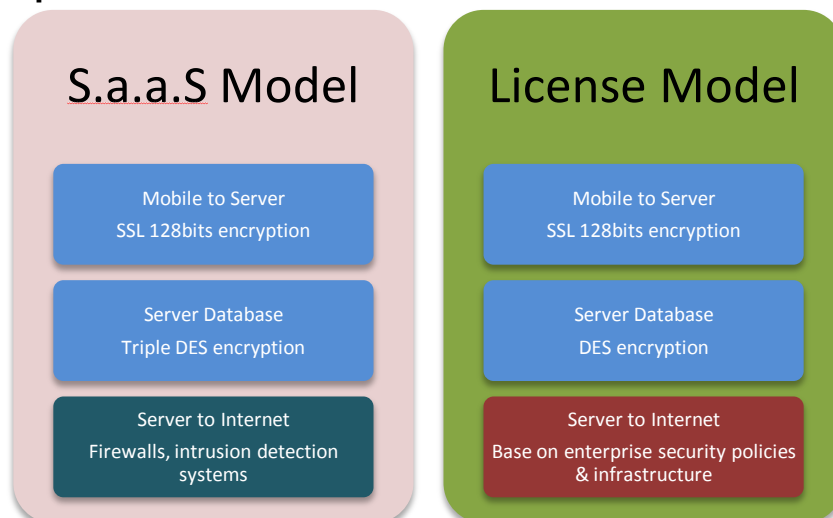 S.a.a.S Model
Mobile to Server
SSL 128bits encryption
Server Database
Triple DES encryption
Server to Internet
Firewalls, intrusion detection
systems
License Model
Mobile to Server
SSL 128bits encryption
Server Database
DES encryption
Server to Internet
Base on enterprise security policies
& infrastructure